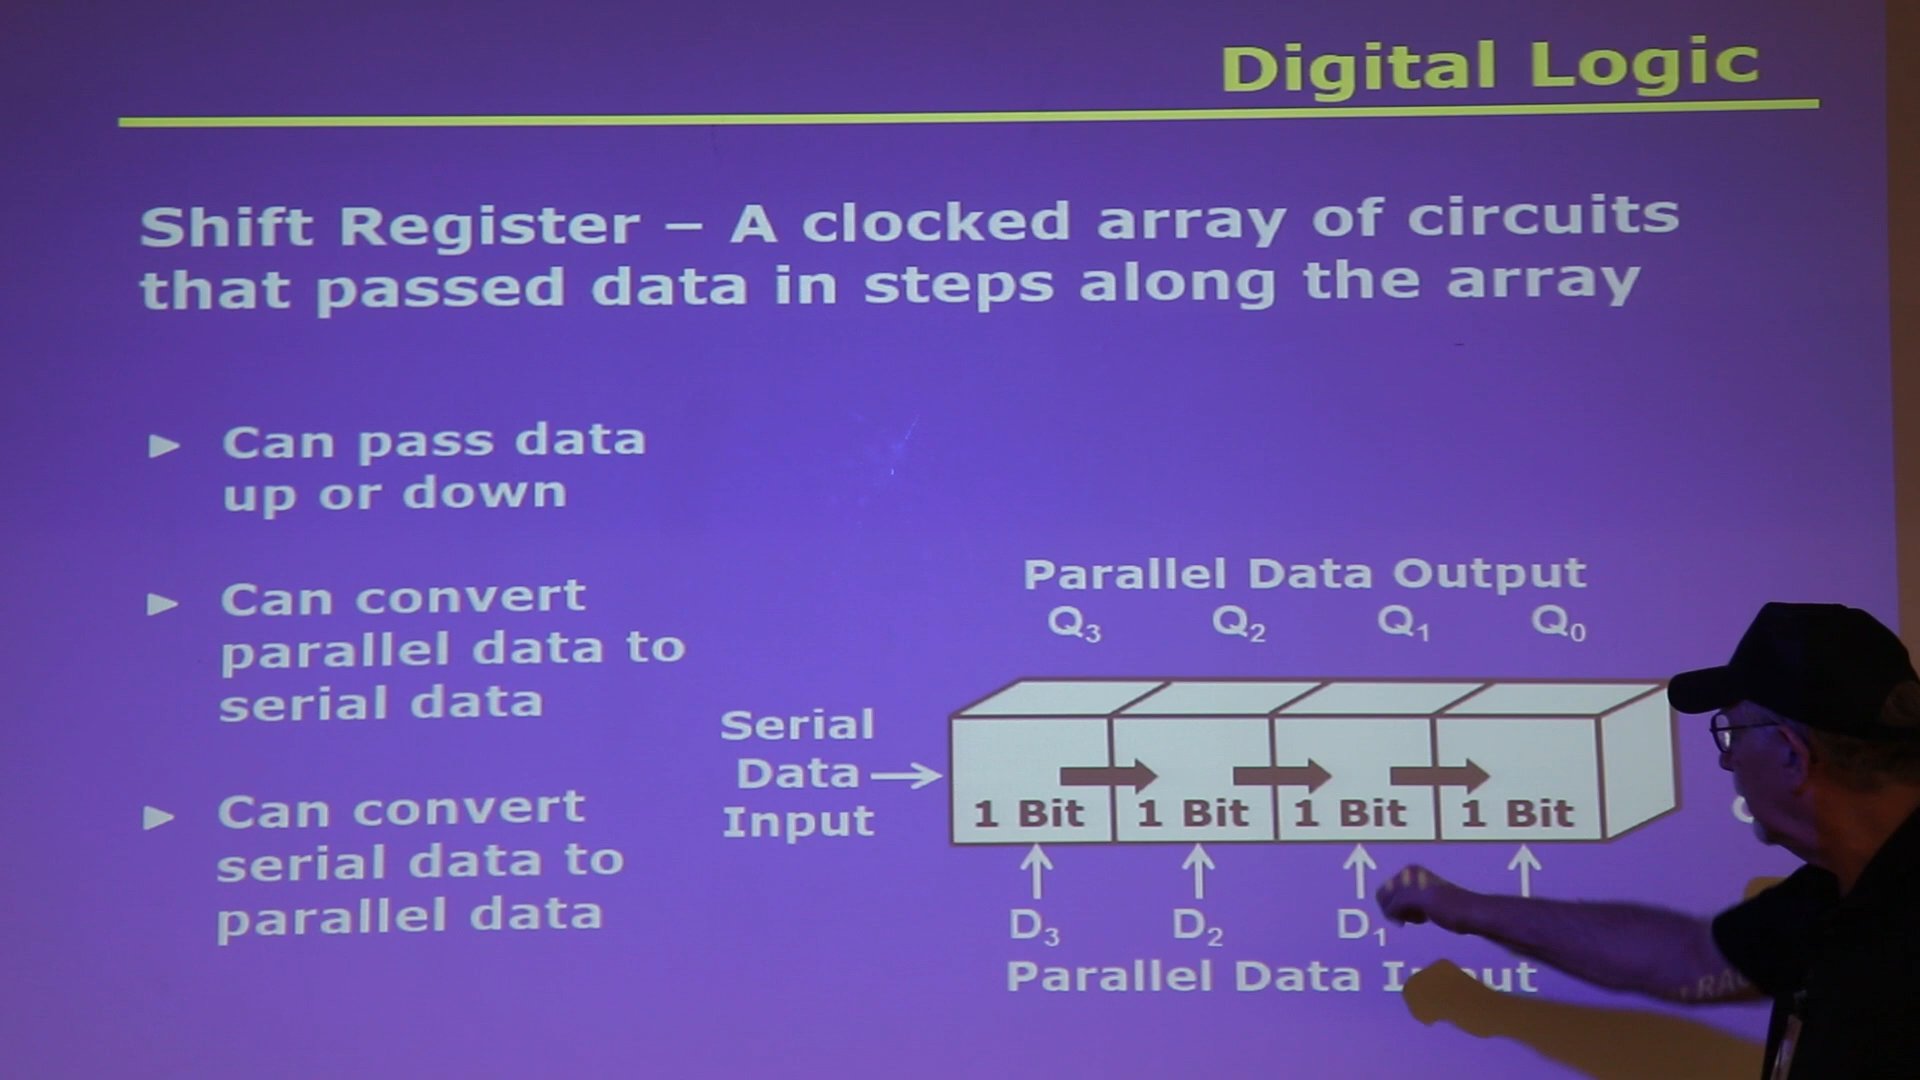 Digital Logic
Shift Register – A clocked array of circuits
that passed data in steps along the array
► Can pass data
up or down
► Can convert
parallel data to
serial data
► Can convert
serial data to
parallel data
Parallel Data Output
Q3 Q2 Q1 Q0
Serial
Data
Input
1 Bit 1 Bit 1 Bit 1 Bit
D3 D2 D1
Parallel Data